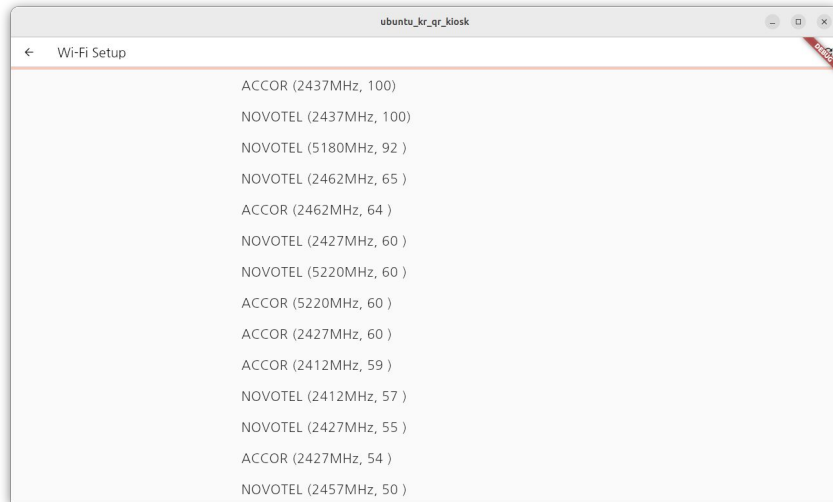 ubuntu_kr_qr_kiosk
Wi-Fi Setup
DEBUG
ACCOR (2437MHz, 100)
NOVOTEL (2437MHz, 100)
NOVOTEL (5180MHz, 92 )
NOVOTEL (2462MHz, 65 )
ACCOR (2462MHz, 64 )
NOVOTEL (2427MHz, 60 )
NOVOTEL (5220MHz, 60 )
ACCOR (5220MHz, 60 )
ACCOR (2427MHz, 60 )
ACCOR (2412MHz, 59 )
NOVOTEL (2412MHz, 57 )
NOVOTEL (2427MHz, 55 )
ACCOR (2427MHz, 54 )
NOVOTEL (2457MHz, 50 )